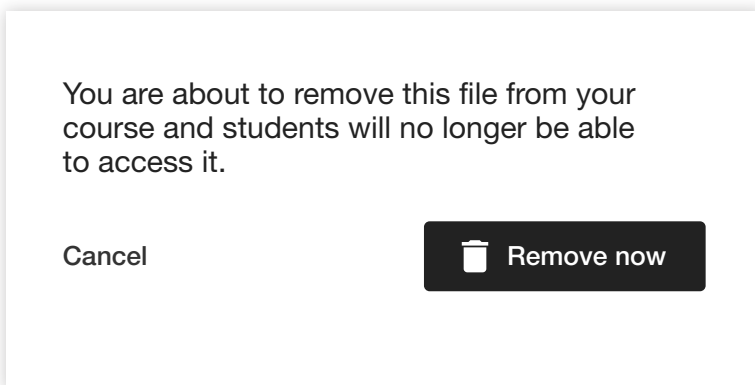 You are about to remove this file from your
course and students will no longer be able
to access it.
Cancel
Remove now